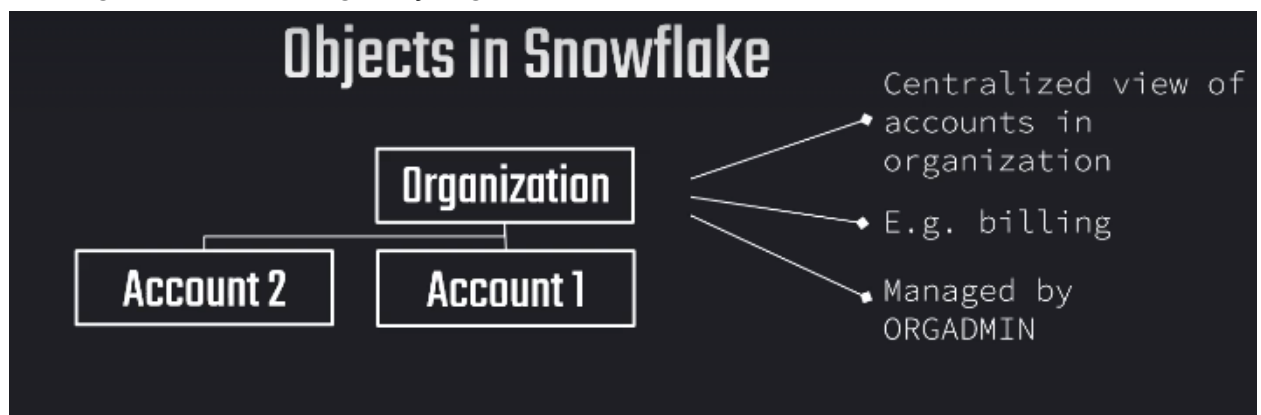 Objects in Snowflake
Centralized view of
accounts in
organization
Organization
E.g. billing
Account 2
Account 1
Managed by
ORGADMIN